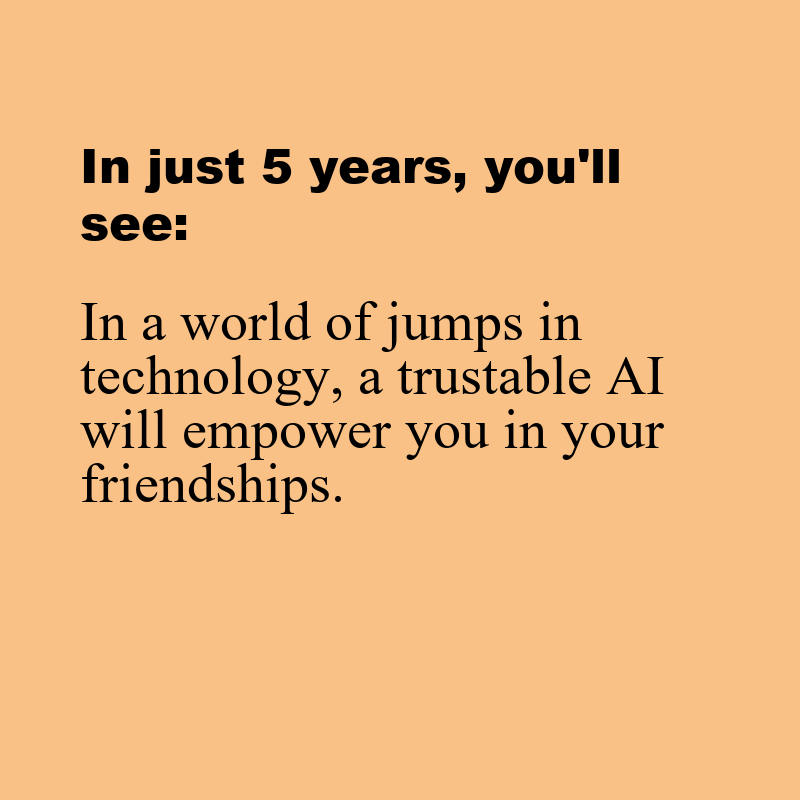 In just 5 years, you'll
see:
In a world of jumps in
technology, a trustable AI
will empower you in your
friendships.